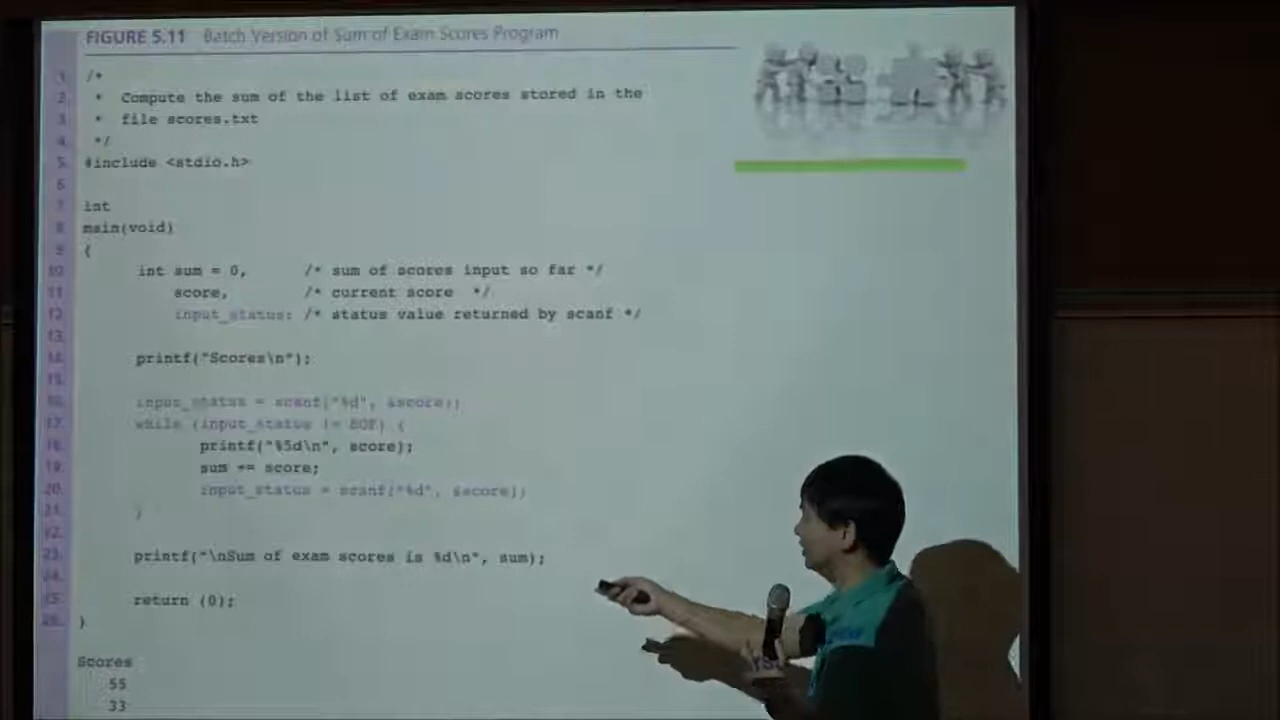 FIGURE 5.11 Batch Version of Sum of Exam Scores Program
1. /*
2. * Compute the sum of the list of exam scores stored in the
3. * file scores.txt
4. */
5. #include <stdio.h>
6.
7. int
8. main(void)
9. {
10. int sum = 0, /* sum of scores input so far */
11. score, /* current score */
12. input_status; /* status value returned by scanf */
13.
14. printf("Scores\n");
15.
16. input_status = scanf("%d", &score);
17. while (input_status != EOF) {
18. printf("%5d\n", score);
19. sum += score;
20. input_status = scanf("%d", &score);
21. }
22.
23. printf("\nSum of exam scores is %d\n", sum);
24.
25. return (0);
26. }
Scores
55
33